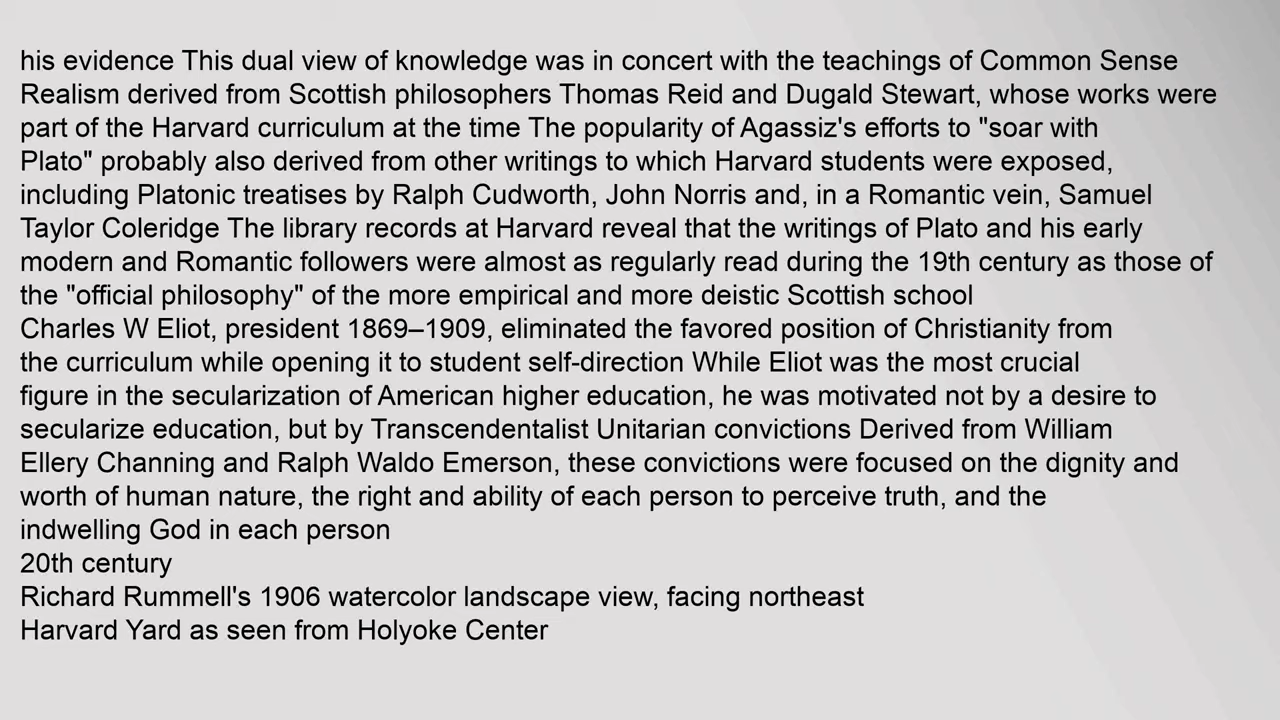 his evidence This dual view of knowledge was in concert with the teachings of Common Sense
Realism derived from Scottish philosophers Thomas Reid and Dugald Stewart, whose works were
part of the Harvard curriculum at the time The popularity of Agassiz's efforts to "soar with
Plato" probably also derived from other writings to which Harvard students were exposed,
including Platonic treatises by Ralph Cudworth, John Norris and, in a Romantic vein, Samuel
Taylor Coleridge The library records at Harvard reveal that the writings of Plato and his early
modern and Romantic followers were almost as regularly read during the 19th century as those of
the "official philosophy" of the more empirical and more deistic Scottish school
Charles W Eliot, president 1869–1909, eliminated the favored position of Christianity from
the curriculum while opening it to student self-direction While Eliot was the most crucial
figure in the secularization of American higher education, he was motivated not by a desire to
secularize education, but by Transcendentalist Unitarian convictions Derived from William
Ellery Channing and Ralph Waldo Emerson, these convictions were focused on the dignity and
worth of human nature, the right and ability of each person to perceive truth, and the
indwelling God in each person
20th century
Richard Rummell's 1906 watercolor landscape view, facing northeast
Harvard Yard as seen from Holyoke Center